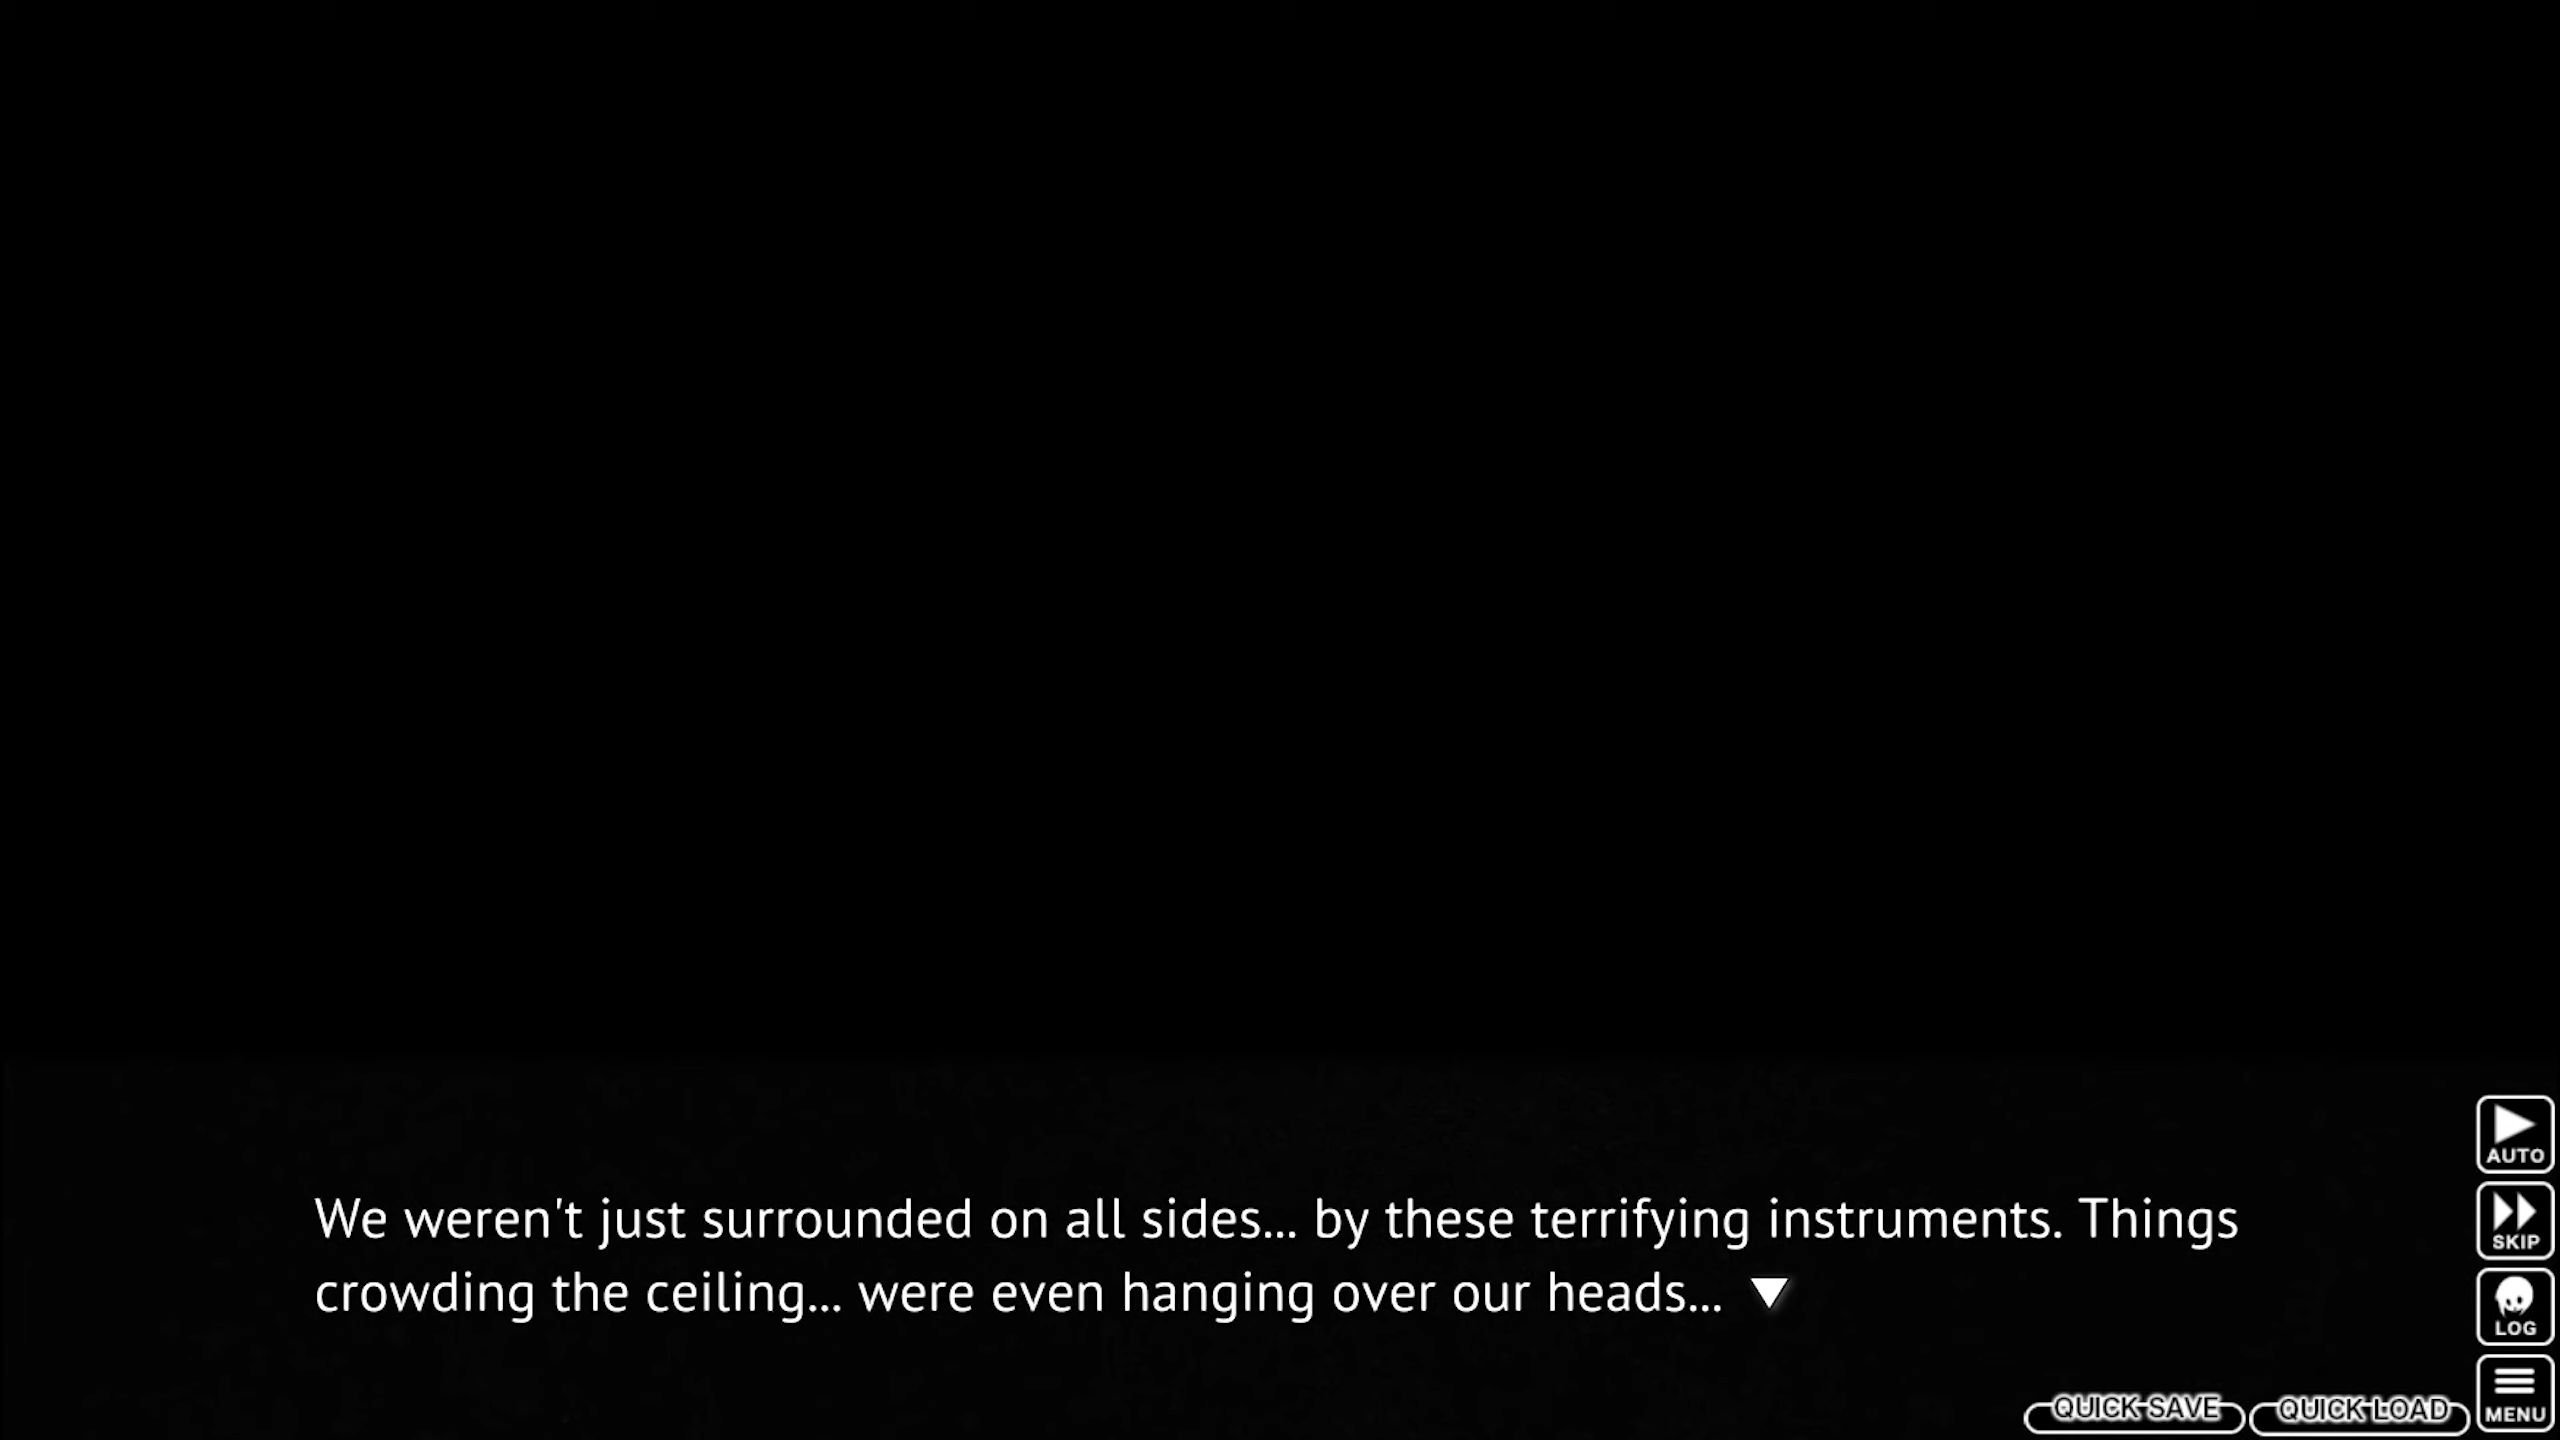 We weren't just surrounded on all sides... by these terrifying instruments. Things
crowding the ceiling... were even hanging over our heads...
AUTO
SKIP
LOG
MENU
QUICK SAVE QUICK LOAD